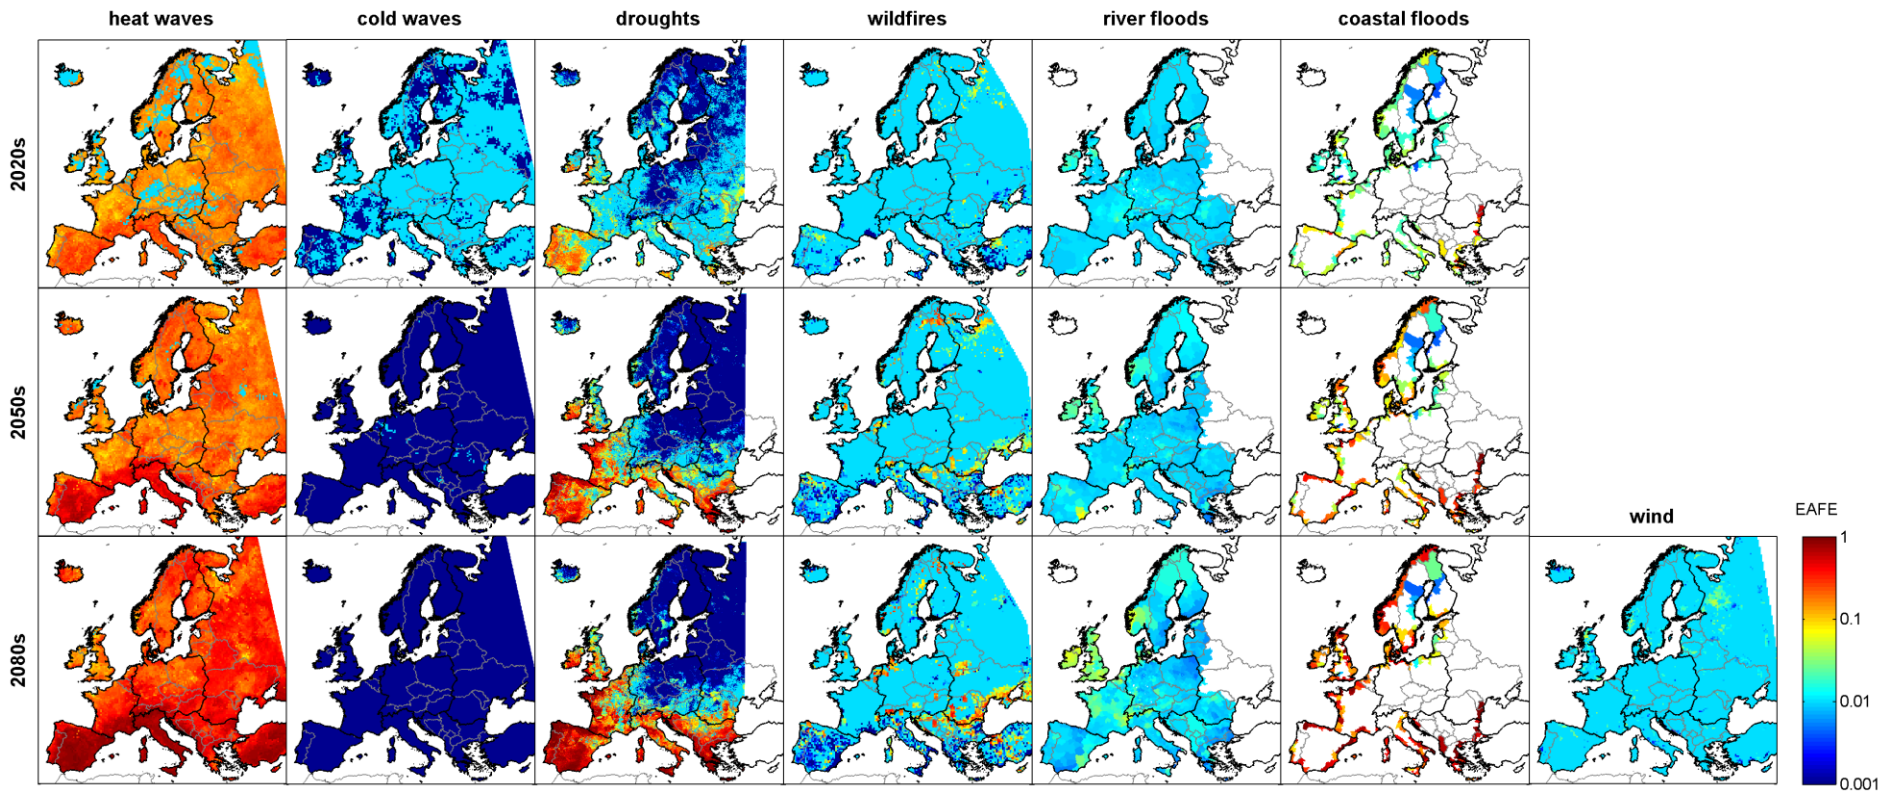 heat waves cold waves droughts wildfires river floods coastal floods
2020s
2050s
wind
EAFE
2080s
1
0.1
0.01
0.001